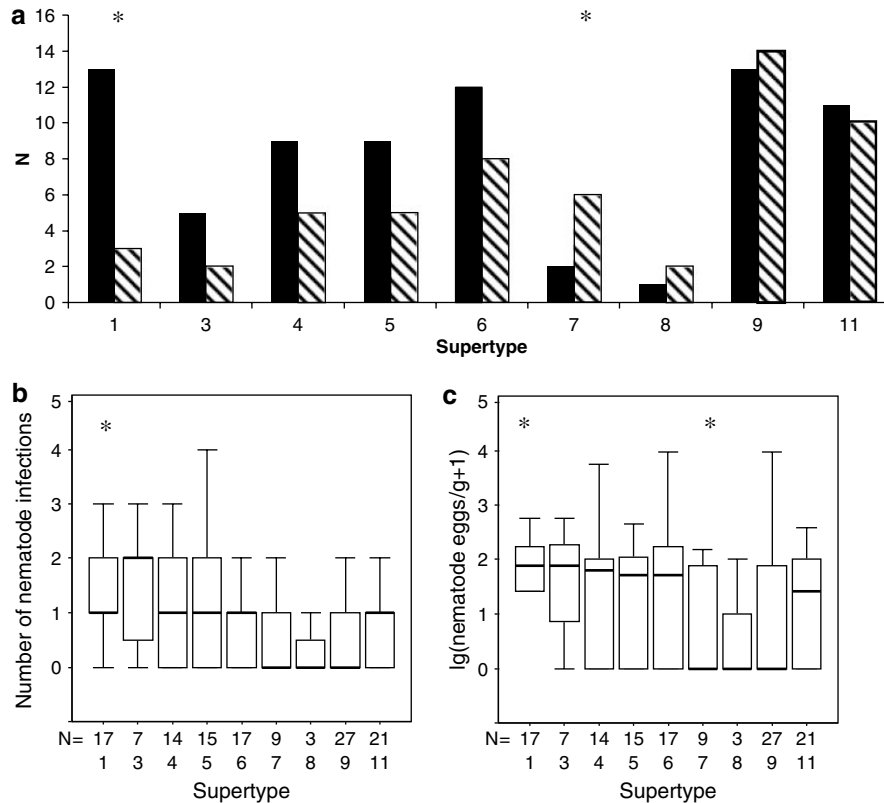 a
*
*
16
14
12
10
8
6
4
2
0
N
1 3 4 5 6 7 8 9 11
Supertype
b
*
5
4
3
2
1
0
Number of nematode infections
N= 17 7 14 15 17 9 3 27 21
1 3 4 5 6 7 8 9 11
Supertype
c
*
*
5
4
3
2
1
0
lg(nematode eggs/g+1)
N= 17 7 14 15 17 9 3 27 21
1 3 4 5 6 7 8 9 11
Supertype